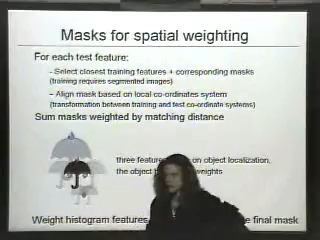 Masks for spatial weighting
For each test feature:
- Select closest training features + corresponding masks
(training requires segmented images)
- Align mask based on local co-ordinates system
(transformation between training and test co-ordinate systems)
Sum masks weighted by matching distance
three features on object localization,
the object weights
Weight histogram features final mask